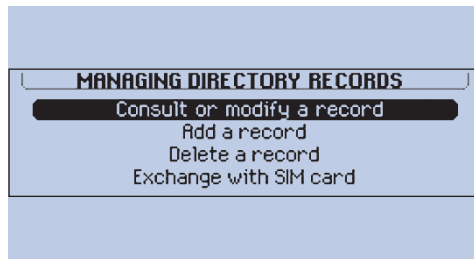 MANAGING DIRECTORY RECORDS
Consult or modify a record
Add a record
Delete a record
Exchange with SIM card